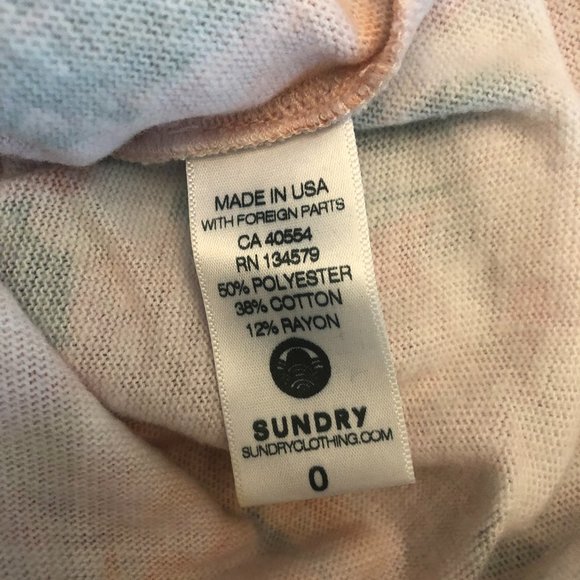 MADE IN USA
WITH FOREIGN PARTS
CA 40554
RN 134579
50% POLYESTER
38% COTTON
12% RAYON
SUNDRY
SUNDRYCLOTHING.COM
0